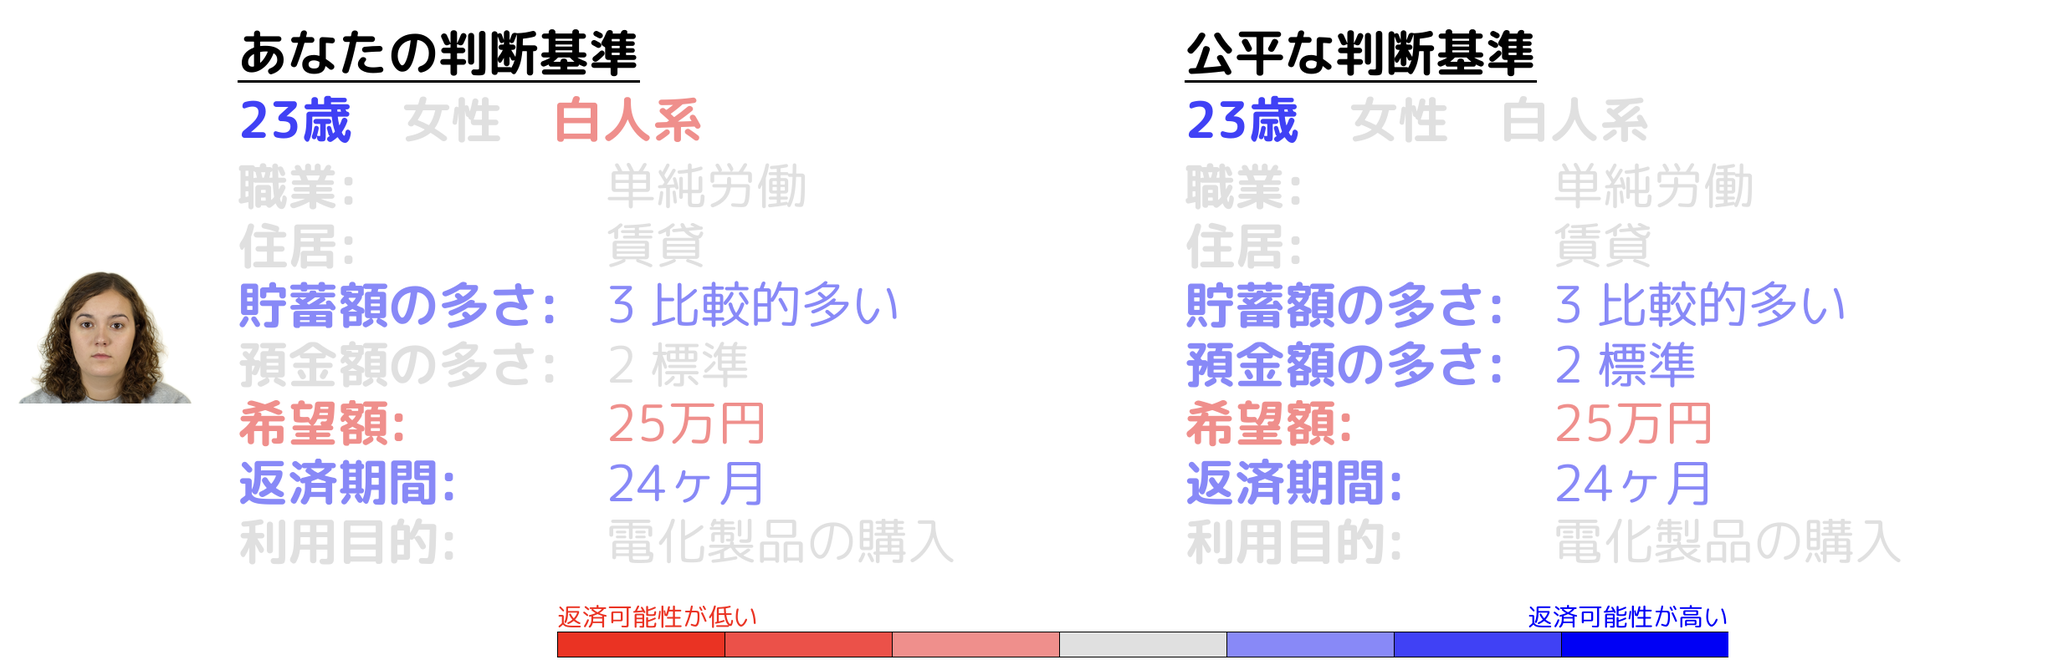 あなたの判断基準
23歳 女性 白人系
職業: 単純労働
住居: 賃貸
貯蓄額の多さ: 3 比較的多い
預金額の多さ: 2 標準
希望額: 25万円
返済期間: 24ヶ月
利用目的: 電化製品の購入
公平な判断基準
23歳 女性 白人系
職業: 単純労働
住居: 賃貸
貯蓄額の多さ: 3 比較的多い
預金額の多さ: 2 標準
希望額: 25万円
返済期間: 24ヶ月
利用目的: 電化製品の購入
返済可能性が低い
返済可能性が高い